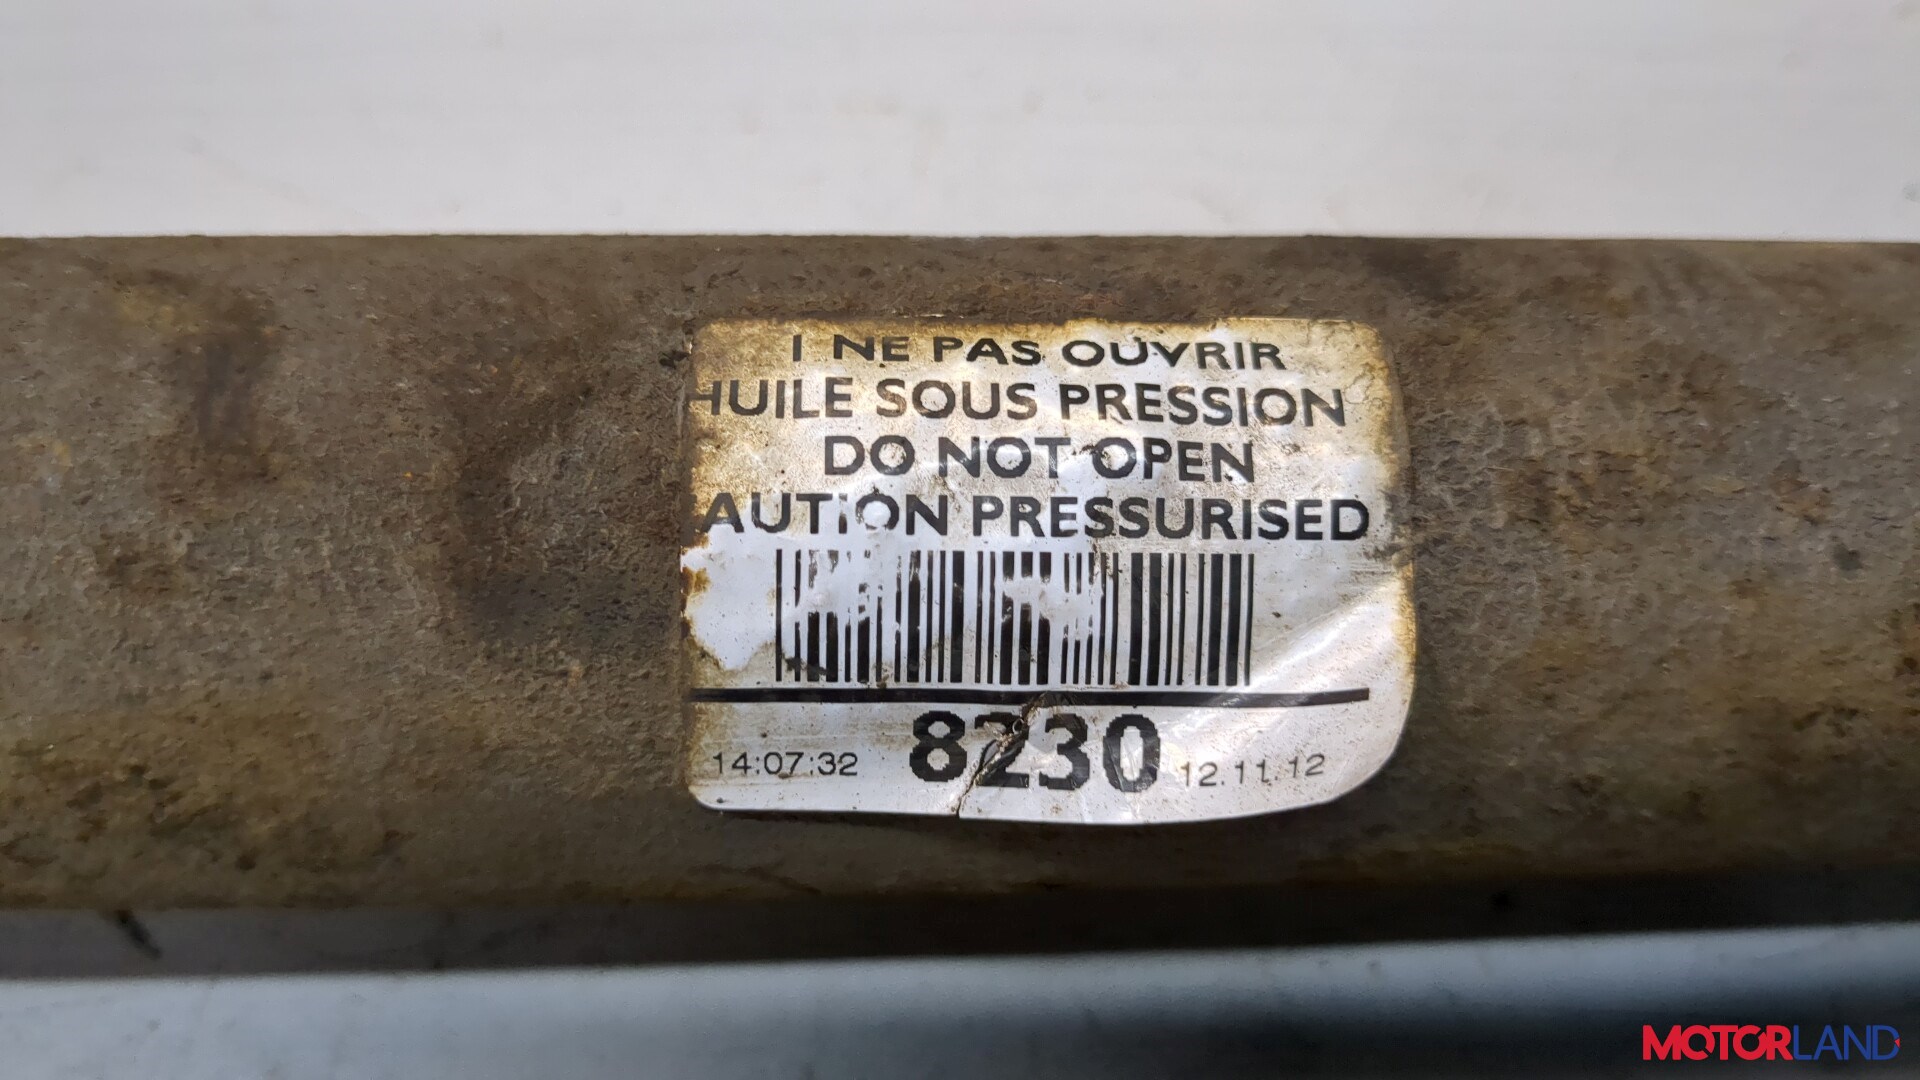 ! NE PAS OUVRIR
HUILE SOUS PRESSION
DO NOT OPEN
AUTION PRESSURISED
14:07:32 8230 12.11.12
MOTORLAND